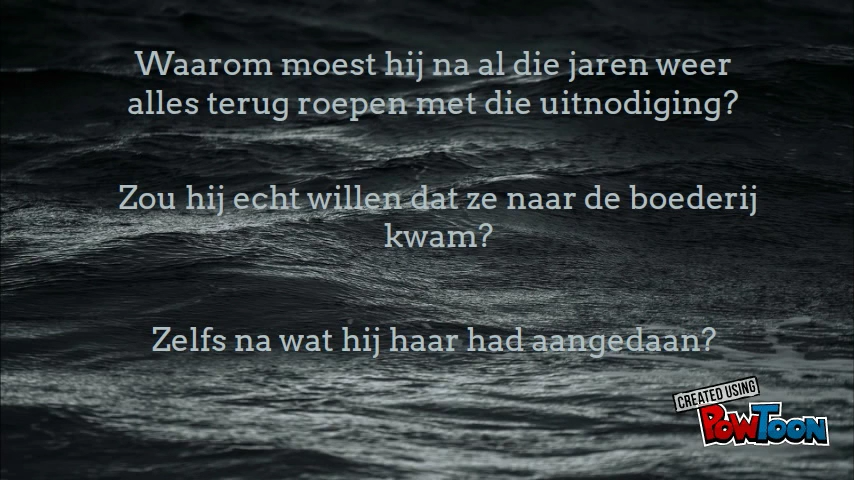 Waarom moest hij na al die jaren weer
alles terug roepen met die uitnodiging?
Zou hij echt willen dat ze naar de boederij
kwam?
Zelfs na wat hij haar had aangedaan?
CREATED USING
POWTOON